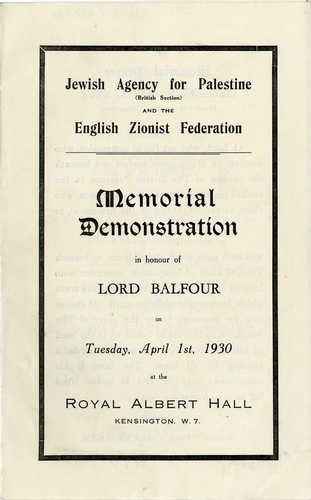 Jewish Agency for Palestine
(British Section)
AND THE
English Zionist Federation
Memorial
Demonstration
in honour of
LORD BALFOUR
on
Tuesday, April 1st, 1930
at the
ROYAL ALBERT HALL
KENSINGTON, W. 7.